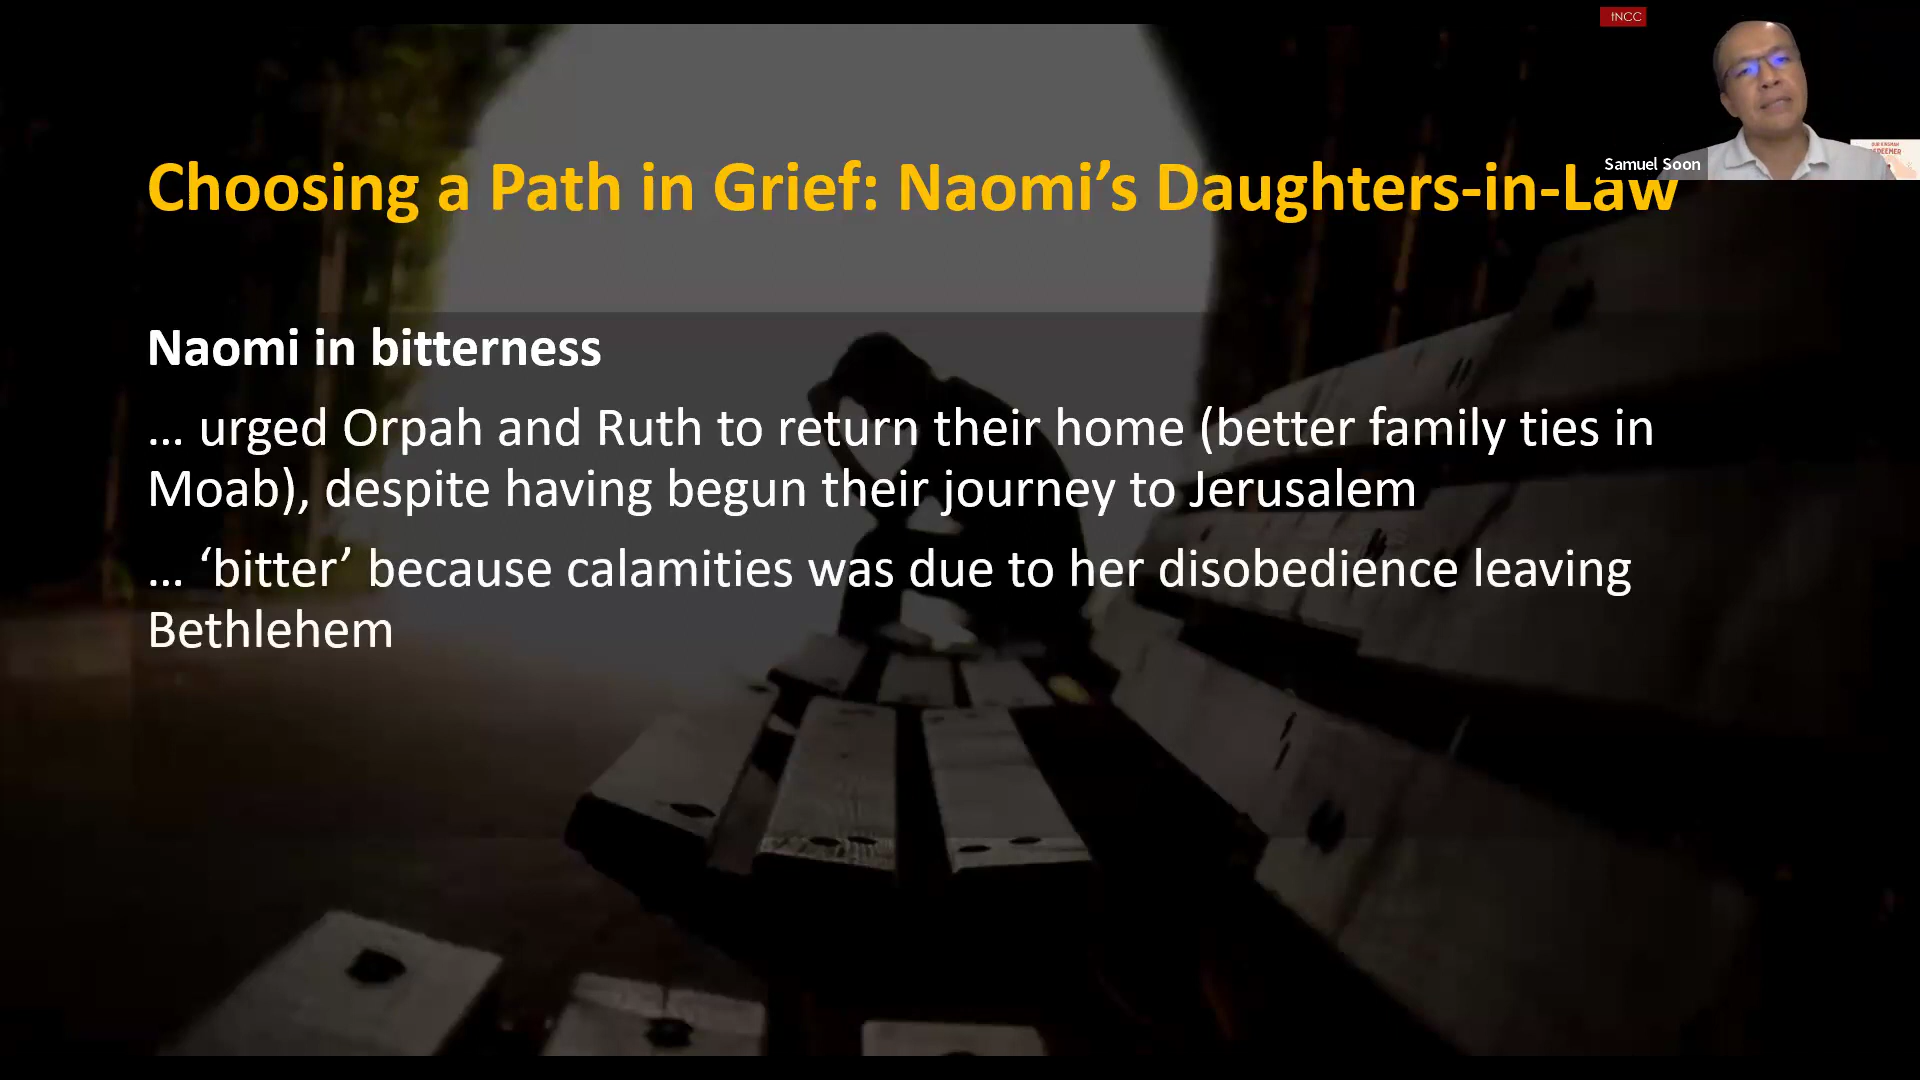 tNCC
Samuel Soon
Choosing a Path in Grief: Naomi’s Daughters-in-Law
Naomi in bitterness
... urged Orpah and Ruth to return their home (better family ties in
Moab), despite having begun their journey to Jerusalem
... ‘bitter’ because calamities was due to her disobedience leaving
Bethlehem